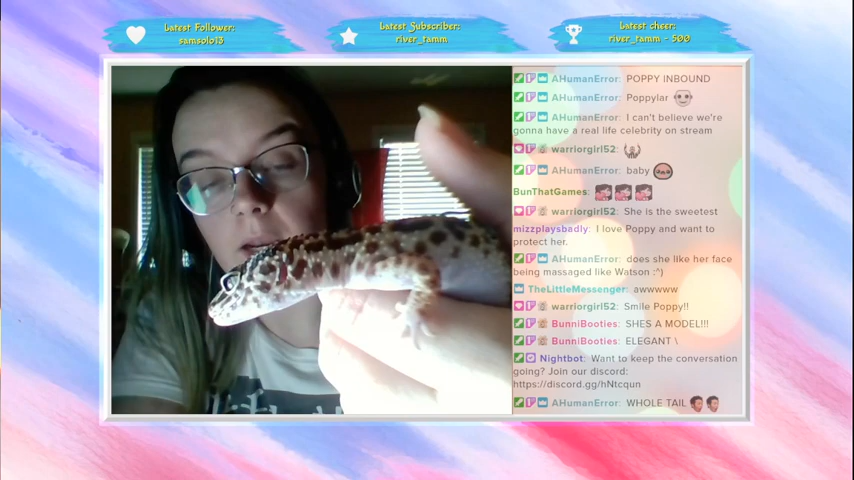 Latest Follower:
samsolo13
Latest Subscriber:
river_tamm
Latest cheer:
river_tamm - 500
AHumanError: POPPY INBOUND
AHumanError: Poppylar
AHumanError: I can't believe we're
gonna have a real life celebrity on stream
warriorgirl52:
AHumanError: baby
BunThatGames:
warriorgirl52: She is the sweetest
mizzplaysbadly: I love Poppy and want to
protect her.
AHumanError: does she like her face
being massaged like Watson :^)
TheLittleMessenger: awwwww
warriorgirl52: Smile Poppy!!
BunniBooties: SHES A MODEL!!!
BunniBooties: ELEGANT \
Nightbot: Want to keep the conversation
going? Join our discord:
https://discord.gg/hNtcqun
AHumanError: WHOLE TAIL